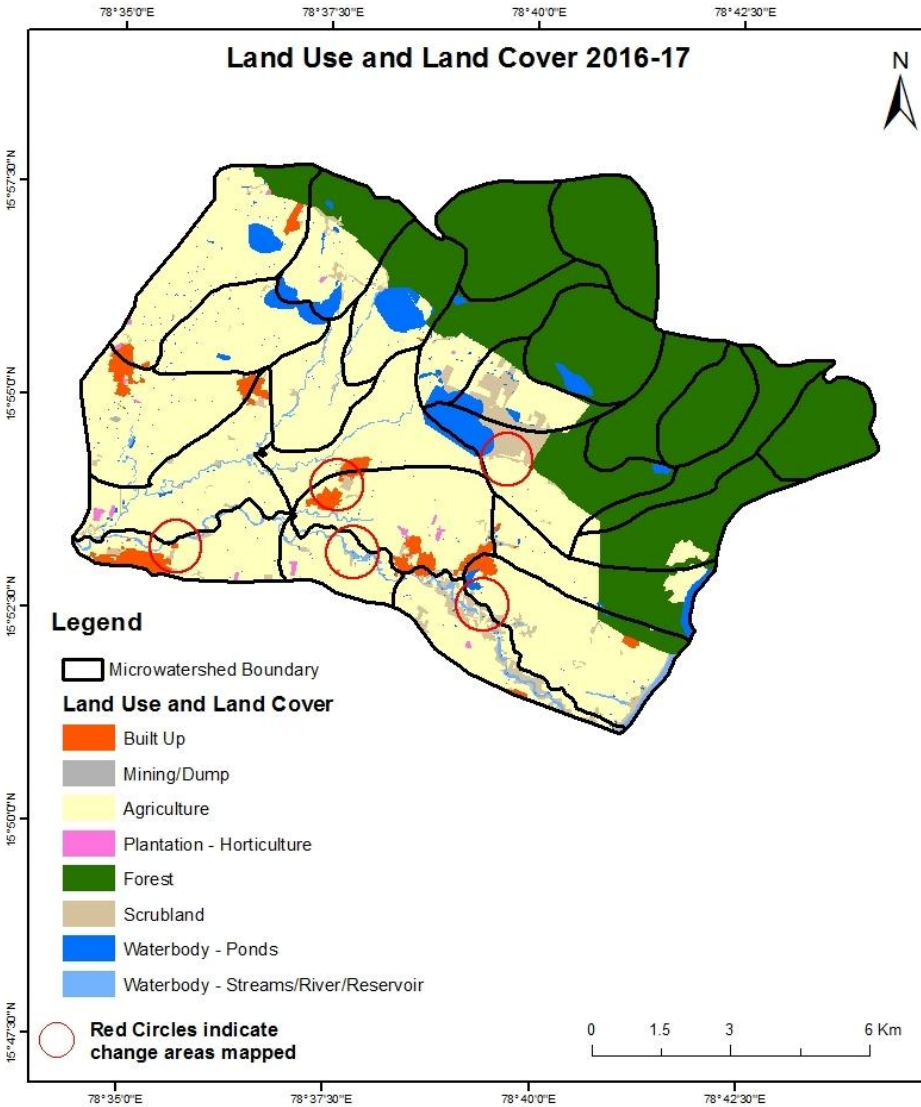 78°35'0"E 78°37'30"E 78°40'0"E 78°42'30"E
Land Use and Land Cover 2016-17
N
15°57'30"N
15°55'0"N
15°52'30"N
15°50'0"N
15°47'30"N
Legend
Microwatershed Boundary
Land Use and Land Cover
Built Up
Mining/Dump
Agriculture
Plantation - Horticulture
Forest
Scrubland
Waterbody - Ponds
Waterbody - Streams/River/Reservoir
Red Circles indicate
change areas mapped
0 1.5 3 6 Km
78°35'0"E 78°37'30"E 78°40'0"E 78°42'30"E